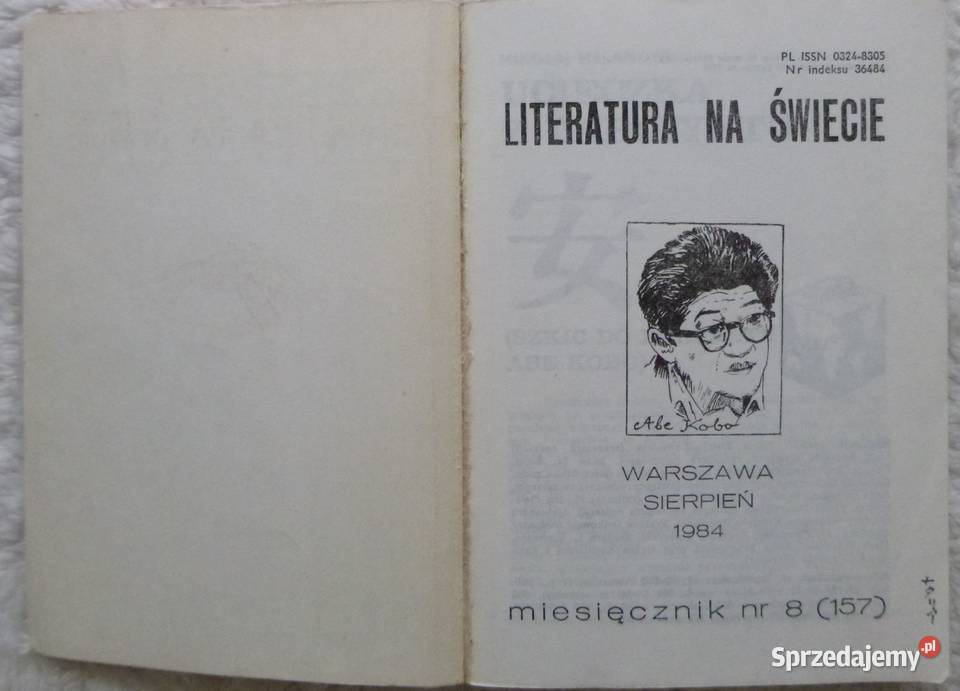 PL ISSN 0324-8305
Nr indeksu 36484
LITERATURA NA ŚWIECIE
安
Abe Kobo
WARSZAWA
SIERPIEŃ
1984
miesięcznik nr 8 (157)
Sprzedajemy.pl